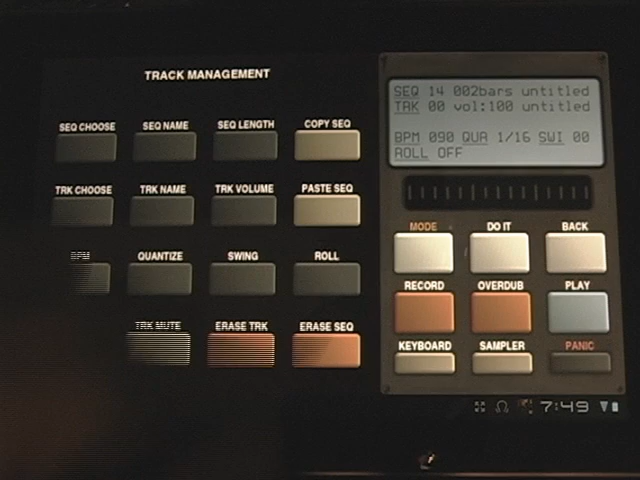 TRACK MANAGEMENT
SEQ CHOOSE SEQ NAME SEQ LENGTH COPY SEQ
TRK CHOOSE TRK NAME TRK VOLUME PASTE SEQ
BPM QUANTIZE SWING ROLL
TRK MUTE ERASE TRK ERASE SEQ
SEQ 14 002bars untitled
TRK 00 vol:100 untitled
BPM 090 QUA 1/16 SWI 00
ROLL OFF
MODE DO IT BACK
RECORD OVERDUB PLAY
KEYBOARD SAMPLER PANIC
7:49